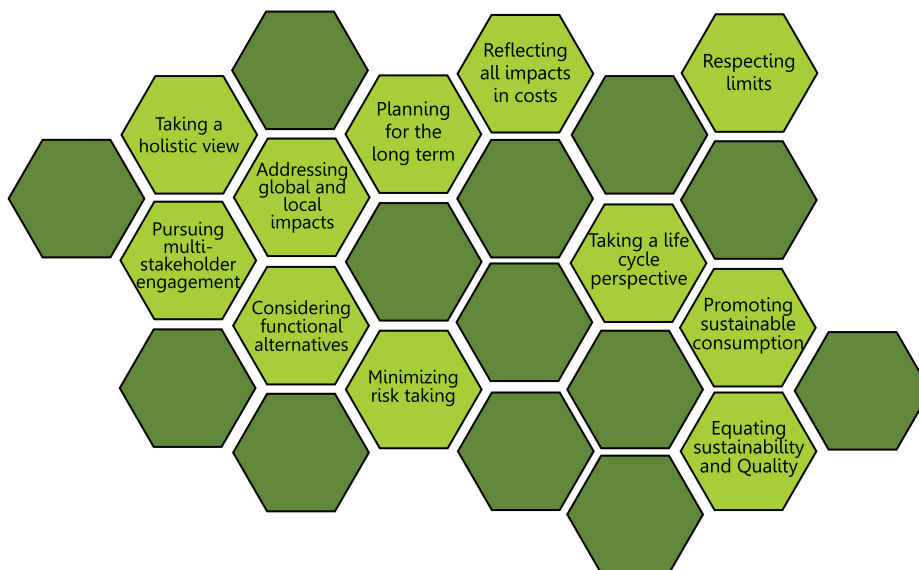 Reflecting
all impacts
in costs
Respecting
limits
Taking a
holistic view
Planning
for the
long term
Addressing
global and
local
impacts
Pursuing
multi-
stakeholder
engagement
Taking a life
cycle
perspective
Considering
functional
alternatives
Promoting
sustainable
consumption
Minimizing
risk taking
Equating
sustainability
and Quality